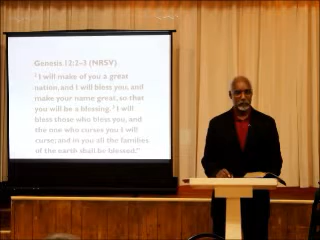 Genesis 12:2-3 (NRSV)
2 I will make of you a great
nation, and I will bless you, and
make your name great, so that
you will be a blessing. 3 I will
bless those who bless you, and
the one who curses you I will
curse; and in you all the families
of the earth shall be blessed."